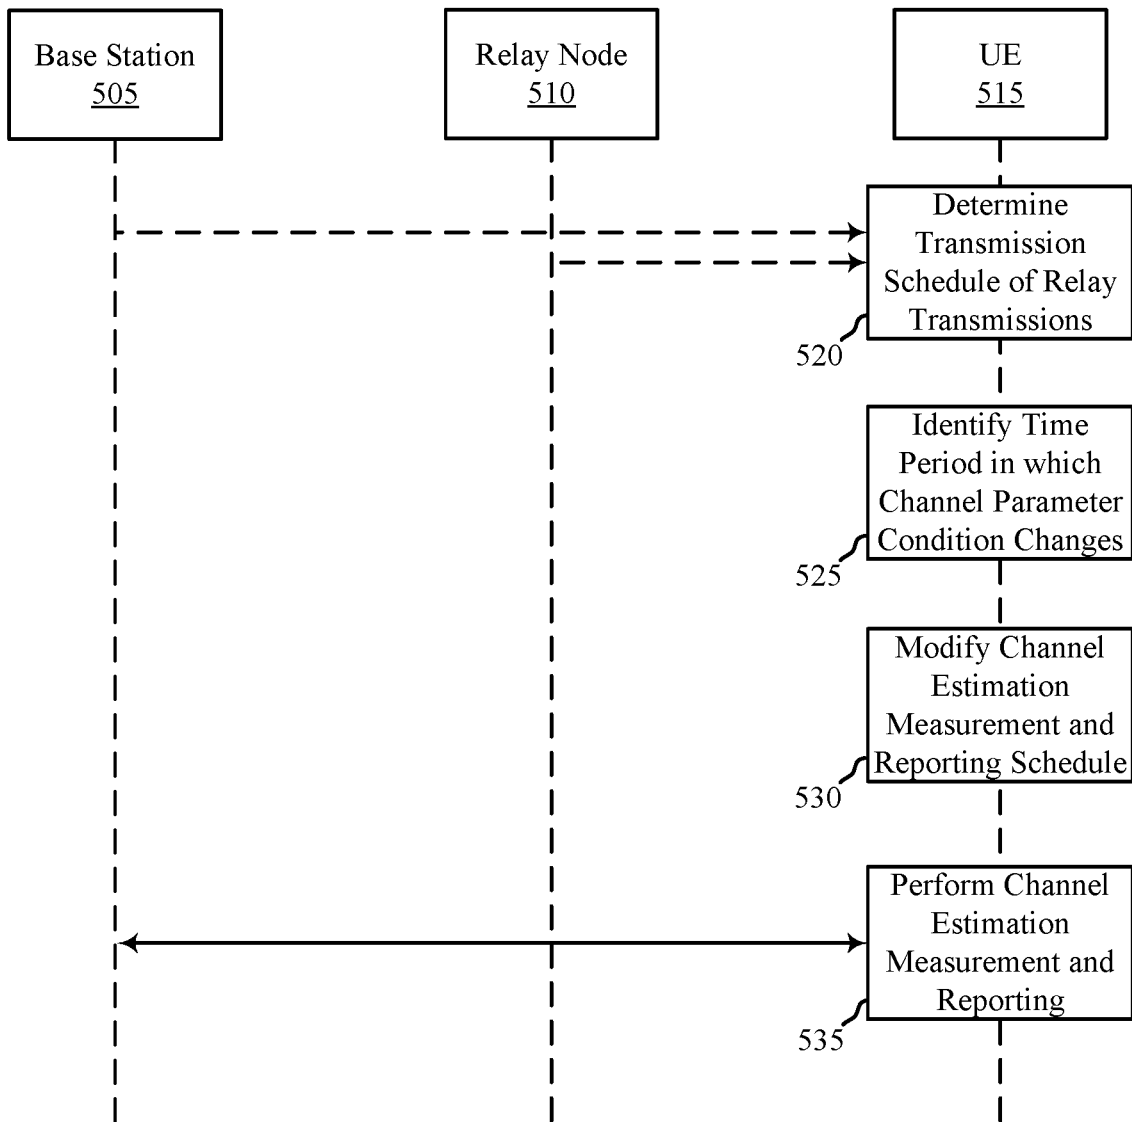 Base Station
505
Relay Node
510
UE
515
Determine
Transmission
Schedule of Relay
Transmissions
520
Identify Time
Period in which
Channel Parameter
Condition Changes
525
Modify Channel
Estimation
Measurement and
Reporting Schedule
530
Perform Channel
Estimation
Measurement and
Reporting
535